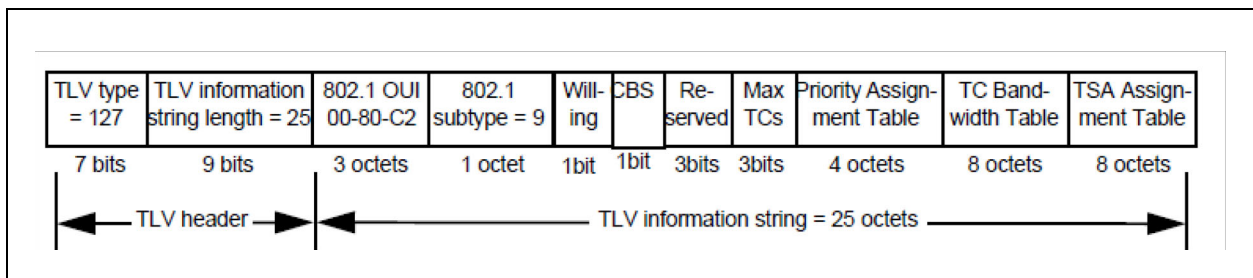 TLV type TLV information 802.1 OUI 802.1 Will- CBS Re- Max Priority Assign- TC Band- TSA Assign-
= 127 string length = 25 00-80-C2 subtype = 9 ing served TCs ment Table width Table ment Table
7 bits 9 bits 3 octets 1 octet 1bit 1bit 3bits 3bits 4 octets 8 octets 8 octets
TLV header TLV information string = 25 octets